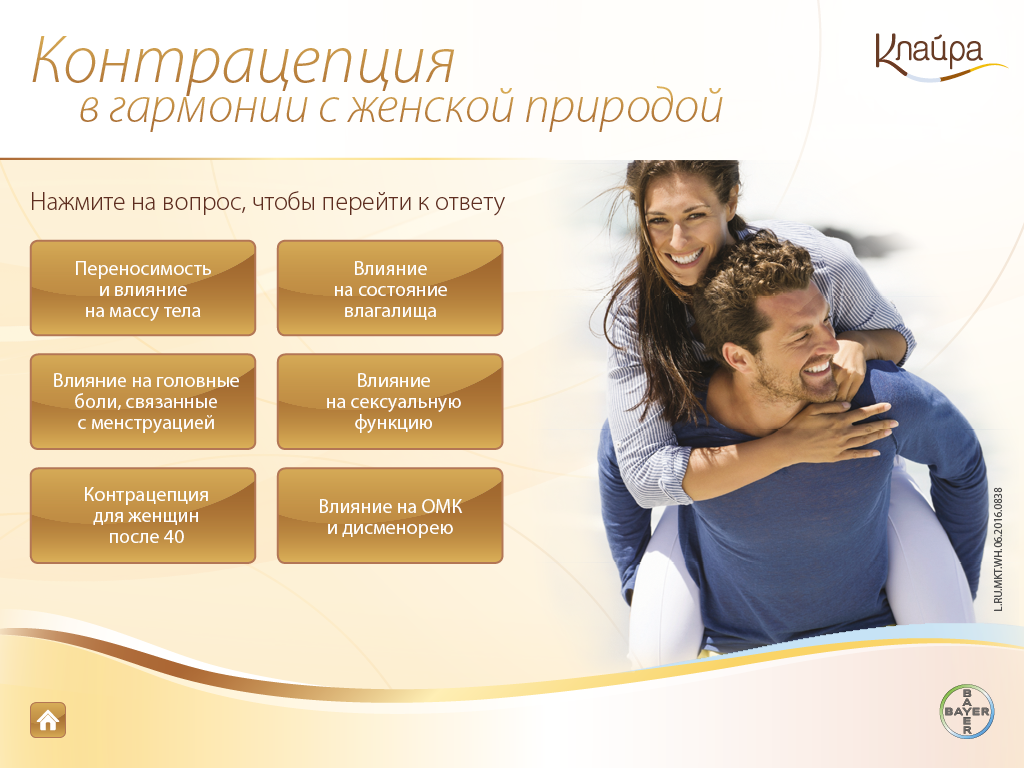 Контрацепция
в гармонии с женской природой
Клайра
Нажмите на вопрос, чтобы перейти к ответу
Переносимость
и влияние
на массу тела
Влияние
на состояние
влагалища
Влияние на головные
боли, связанные
с менструацией
Влияние
на сексуальную
функцию
Контрацепция
для женщин
после 40
Влияние на ОМК
и дисменорею
L.RU.MKT.WH.06.2016.0838
BAYER
BAYER